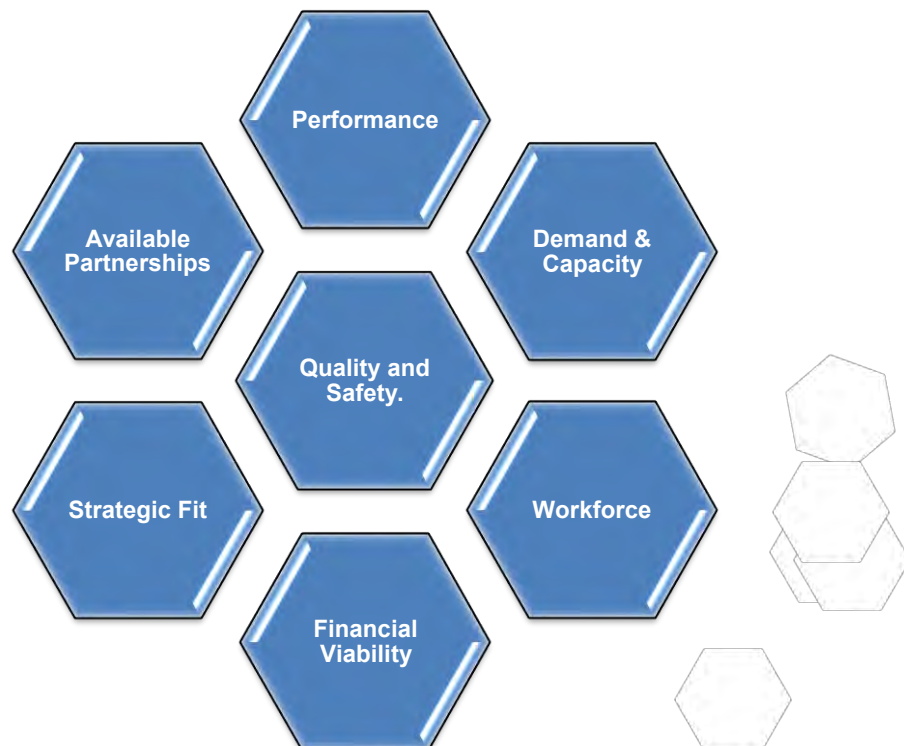 Performance
Available
Partnerships
Demand &
Capacity
Quality and
Safety.
Strategic Fit
Workforce
Financial
Viability